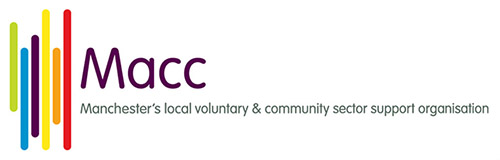 Macc
Manchester's local voluntary & community sector support organisation